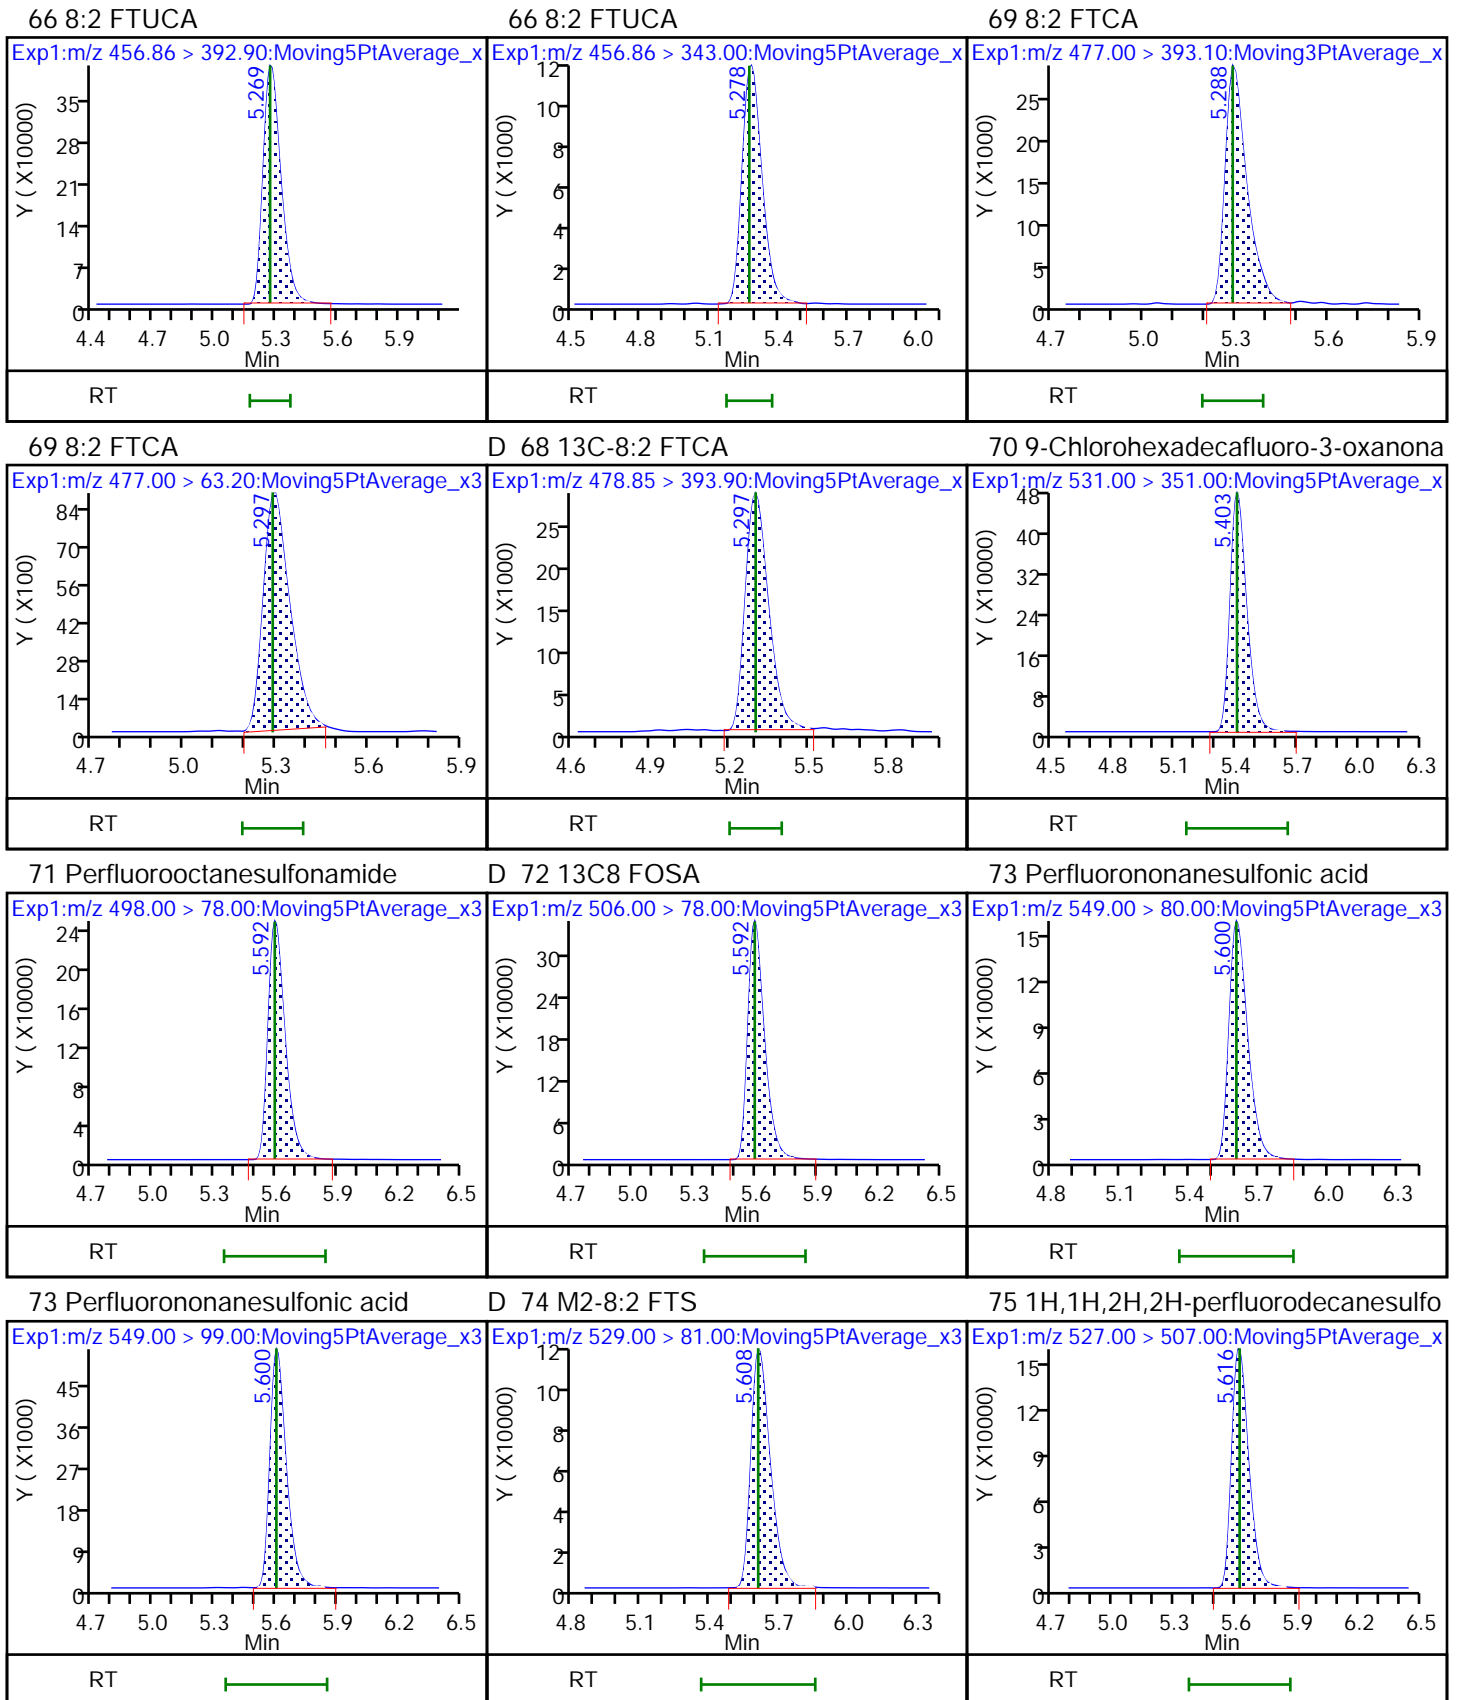 66 8:2 FTUCA
Exp1:m/z 456.86 > 392.90:Moving5PtAverage_x
Y ( X10000)
35
28
21
14
7
0
5.269
4.4 4.7 5.0 5.3 5.6 5.9
Min
RT
66 8:2 FTUCA
Exp1:m/z 456.86 > 343.00:Moving5PtAverage_x
Y ( X1000)
12
10
8
6
4
2
0
5.278
4.5 4.8 5.1 5.4 5.7 6.0
Min
RT
69 8:2 FTCA
Exp1:m/z 477.00 > 393.10:Moving3PtAverage_x
Y ( X1000)
25
20
15
10
5
0
5.288
4.7 5.0 5.3 5.6 5.9
Min
RT
69 8:2 FTCA
Exp1:m/z 477.00 > 63.20:Moving5PtAverage_x3
Y ( X100)
84
70
56
42
28
14
0
5.297
4.7 5.0 5.3 5.6 5.9
Min
RT
D 68 13C-8:2 FTCA
Exp1:m/z 478.85 > 393.90:Moving5PtAverage_x
Y ( X1000)
25
20
15
10
5
0
5.297
4.6 4.9 5.2 5.5 5.8
Min
RT
70 9-Chlorohexadecafluoro-3-oxanona
Exp1:m/z 531.00 > 351.00:Moving5PtAverage_x
Y ( X10000)
48
40
32
24
16
8
0
5.403
4.5 4.8 5.1 5.4 5.7 6.0 6.3
Min
RT
71 Perfluorooctanesulfonamide
Exp1:m/z 498.00 > 78.00:Moving5PtAverage_x3
Y ( X10000)
24
20
16
12
8
4
0
5.592
4.7 5.0 5.3 5.6 5.9 6.2 6.5
Min
RT
D 72 13C8 FOSA
Exp1:m/z 506.00 > 78.00:Moving5PtAverage_x3
Y ( X10000)
30
24
18
12
6
0
5.592
4.7 5.0 5.3 5.6 5.9 6.2 6.5
Min
RT
73 Perfluorononanesulfonic acid
Exp1:m/z 549.00 > 80.00:Moving5PtAverage_x3
Y ( X10000)
15
12
9
6
3
0
5.600
4.8 5.1 5.4 5.7 6.0 6.3
Min
RT
73 Perfluorononanesulfonic acid
Exp1:m/z 549.00 > 99.00:Moving5PtAverage_x3
Y ( X10000)
45
36
27
18
9
0
5.600
4.7 5.0 5.3 5.6 5.9 6.2 6.5
Min
RT
D 74 M2-8:2 FTS
Exp1:m/z 529.00 > 81.00:Moving5PtAverage_x3
Y ( X10000)
12
10
8
6
4
2
0
5.608
4.8 5.1 5.4 5.7 6.0 6.3
Min
RT
75 1H,1H,2H,2H-perfluorodecanesulfo
Exp1:m/z 527.00 > 507.00:Moving5PtAverage_x
Y ( X10000)
15
12
9
6
3
0
5.616
4.7 5.0 5.3 5.6 5.9 6.2 6.5
Min
RT